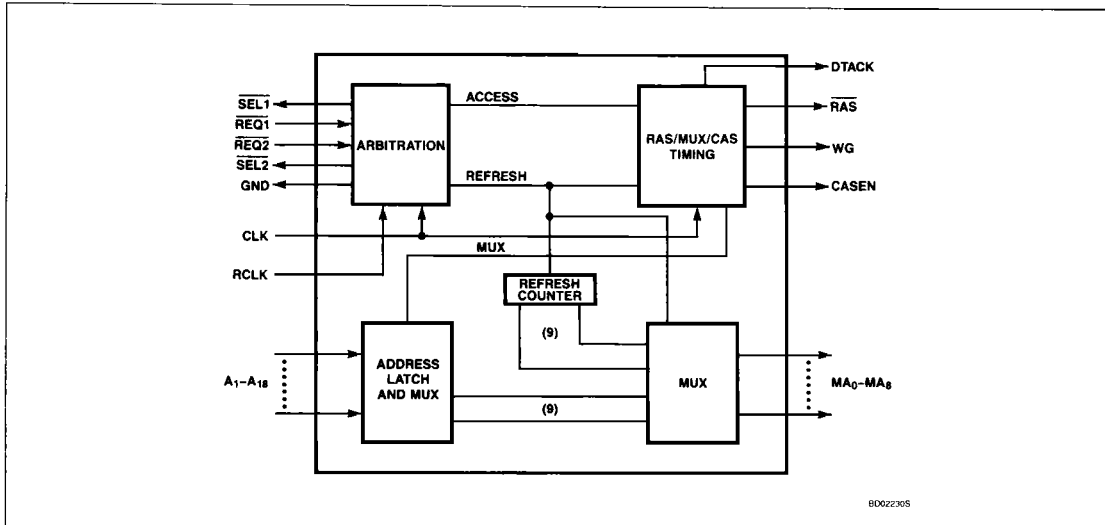 DTACK
SEL1
REQ1
REQ2
SEL2
GND
ARBITRATION
ACCESS
REFRESH
RAS/MUX/CAS
TIMING
RAS
WG
CASEN
CLK
MUX
RCLK
REFRESH
COUNTER
(9)
A1–A18
ADDRESS
LATCH
AND MUX
(9)
MUX
MA0–MA8
BD02230S